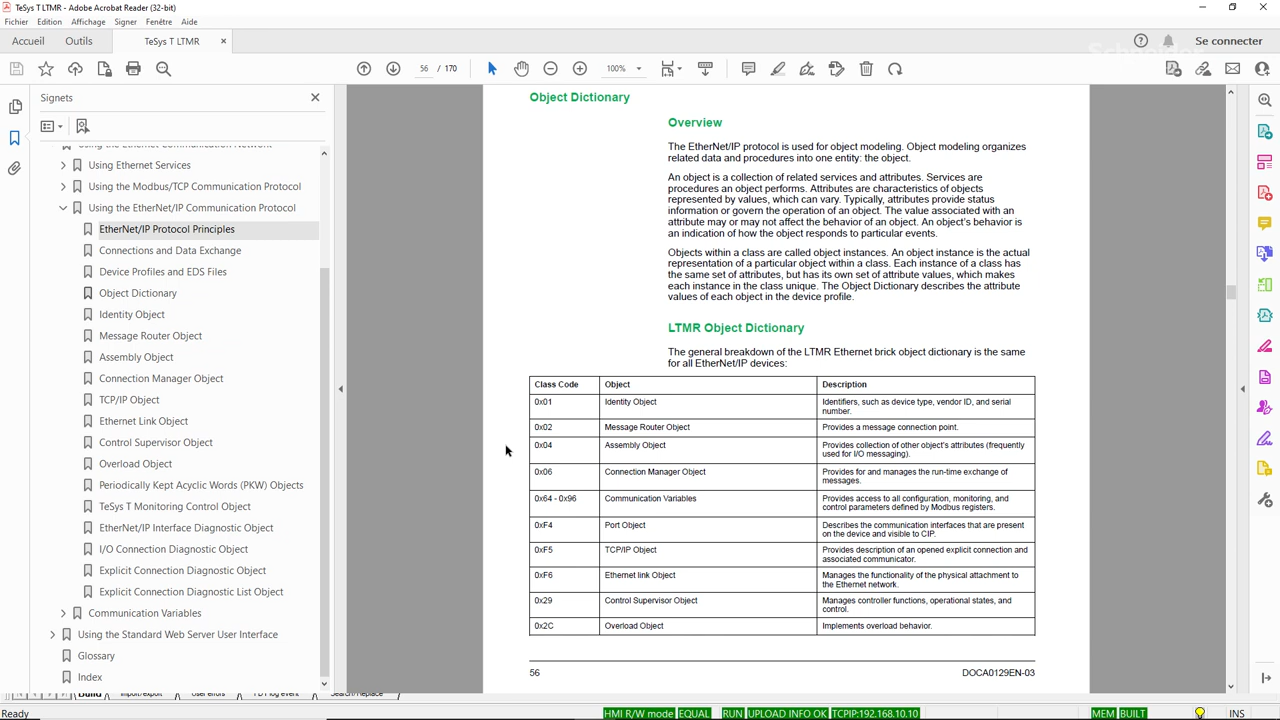 TeSys T LTMR - Adobe Acrobat Reader (32-bit)
Fichier Edition Affichage Signer Fenêtre Aide
Accueil Outils TeSys T LTMR × Se connecter
56 / 170 100%
Signets
Using Ethernet Services
Using the Modbus/TCP Communication Protocol
Using the EtherNet/IP Communication Protocol
EtherNet/IP Protocol Principles
Connections and Data Exchange
Device Profiles and EDS Files
Object Dictionary
Identity Object
Message Router Object
Assembly Object
Connection Manager Object
TCP/IP Object
Ethernet Link Object
Control Supervisor Object
Overload Object
Periodically Kept Acyclic Words (PKW) Objects
TeSys T Monitoring Control Object
EtherNet/IP Interface Diagnostic Object
I/O Connection Diagnostic Object
Explicit Connection Diagnostic Object
Explicit Connection Diagnostic List Object
Communication Variables
Using the Standard Web Server User Interface
Glossary
Index
Object Dictionary
Overview
The EtherNet/IP protocol is used for object modeling. Object modeling organizes
related data and procedures into one entity: the object.
An object is a collection of related services and attributes. Services are
procedures an object performs. Attributes are characteristics of objects
represented by values, which can vary. Typically, attributes provide status
information or govern the operation of an object. The value associated with an
attribute may or may not affect the behavior of an object. An object's behavior is
an indication of how the object responds to particular events.
Objects within a class are called object instances. An object instance is the actual
representation of a particular object within a class. Each instance of a class has
the same set of attributes, but has its own set of attribute values, which makes
each instance in the class unique. The Object Dictionary describes the attribute
values of each object in the device profile.
LTMR Object Dictionary
The general breakdown of the LTMR Ethernet brick object dictionary is the same
for all EtherNet/IP devices:
Class Code Object Description
0x01 Identity Object Identifiers, such as device type, vendor ID, and serial
number.
0x02 Message Router Object Provides a message connection point.
0x04 Assembly Object Provides collection of other object's attributes (frequently
used for I/O messaging).
0x06 Connection Manager Object Provides for and manages the run-time exchange of
messages.
0x64 - 0x96 Communication Variables Provides access to all configuration, monitoring, and
control parameters defined by Modbus registers.
0xF4 Port Object Describes the communication interfaces that are present
on the device and visible to CIP.
0xF5 TCP/IP Object Provides description of an opened explicit connection and
associated communicator.
0xF6 Ethernet link Object Manages the functionality of the physical attachment to
the Ethernet network.
0x29 Control Supervisor Object Manages controller functions, operational states, and
control.
0x2C Overload Object Implements overload behavior.
56 DOCA0129EN-03
Build Import/export User errors Search/Replace
Ready HMI R/W mode EQUAL RUN UPLOAD INFO OK TCPIP:192.168.10.10 MEM BUILT INS